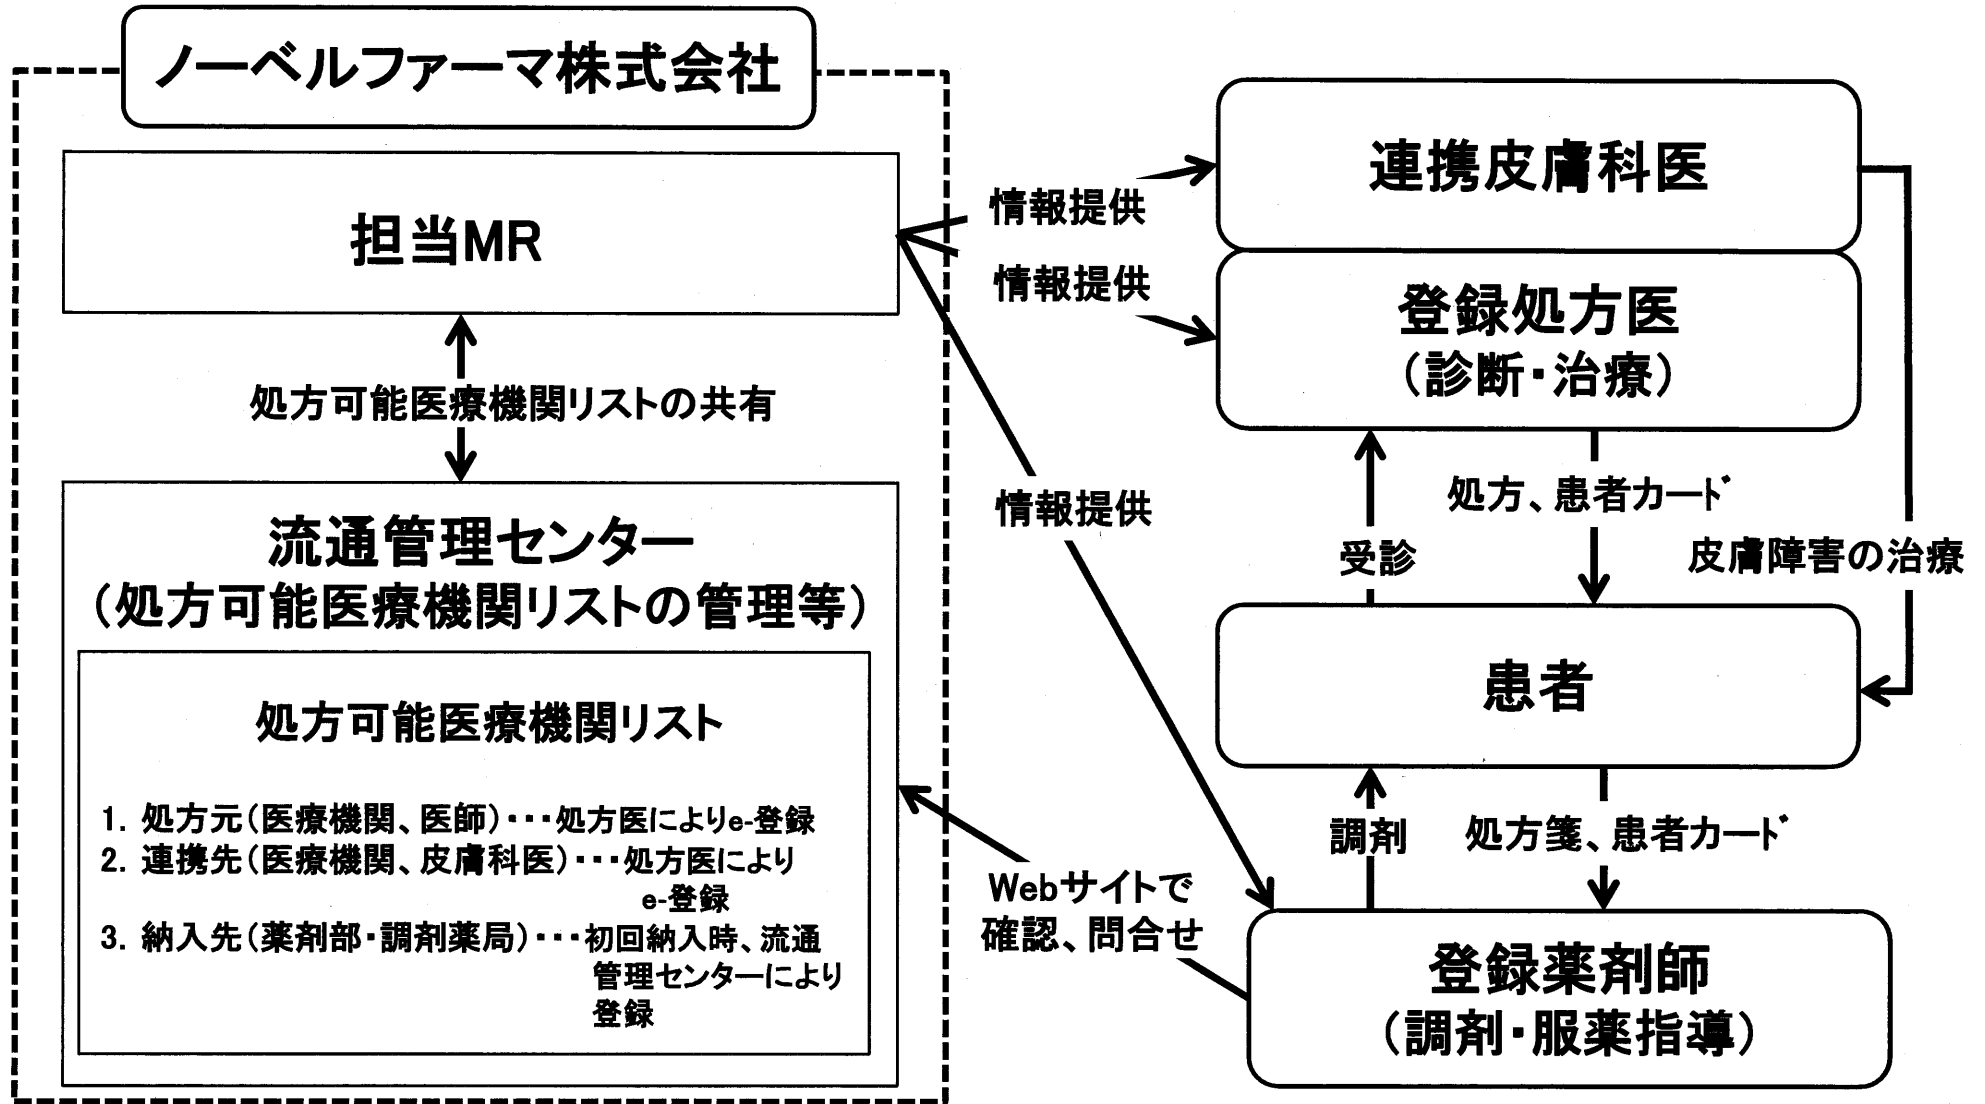 ノーベルファーマ株式会社
担当MR
処方可能医療機関リストの共有
流通管理センター
（処方可能医療機関リストの管理等）
処方可能医療機関リスト
1. 処方元（医療機関、医師）・・・処方医によりe-登録
2. 連携先（医療機関、皮膚科医）・・・処方医により
e-登録
3. 納入先（薬剤部・調剤薬局）・・・初回納入時、流通
管理センターにより
登録
情報提供
情報提供
情報提供
Webサイトで
確認、問合せ
連携皮膚科医
登録処方医
（診断・治療）
受診
処方、患者カード
皮膚障害の治療
患者
調剤
処方箋、患者カード
登録薬剤師
（調剤・服薬指導）